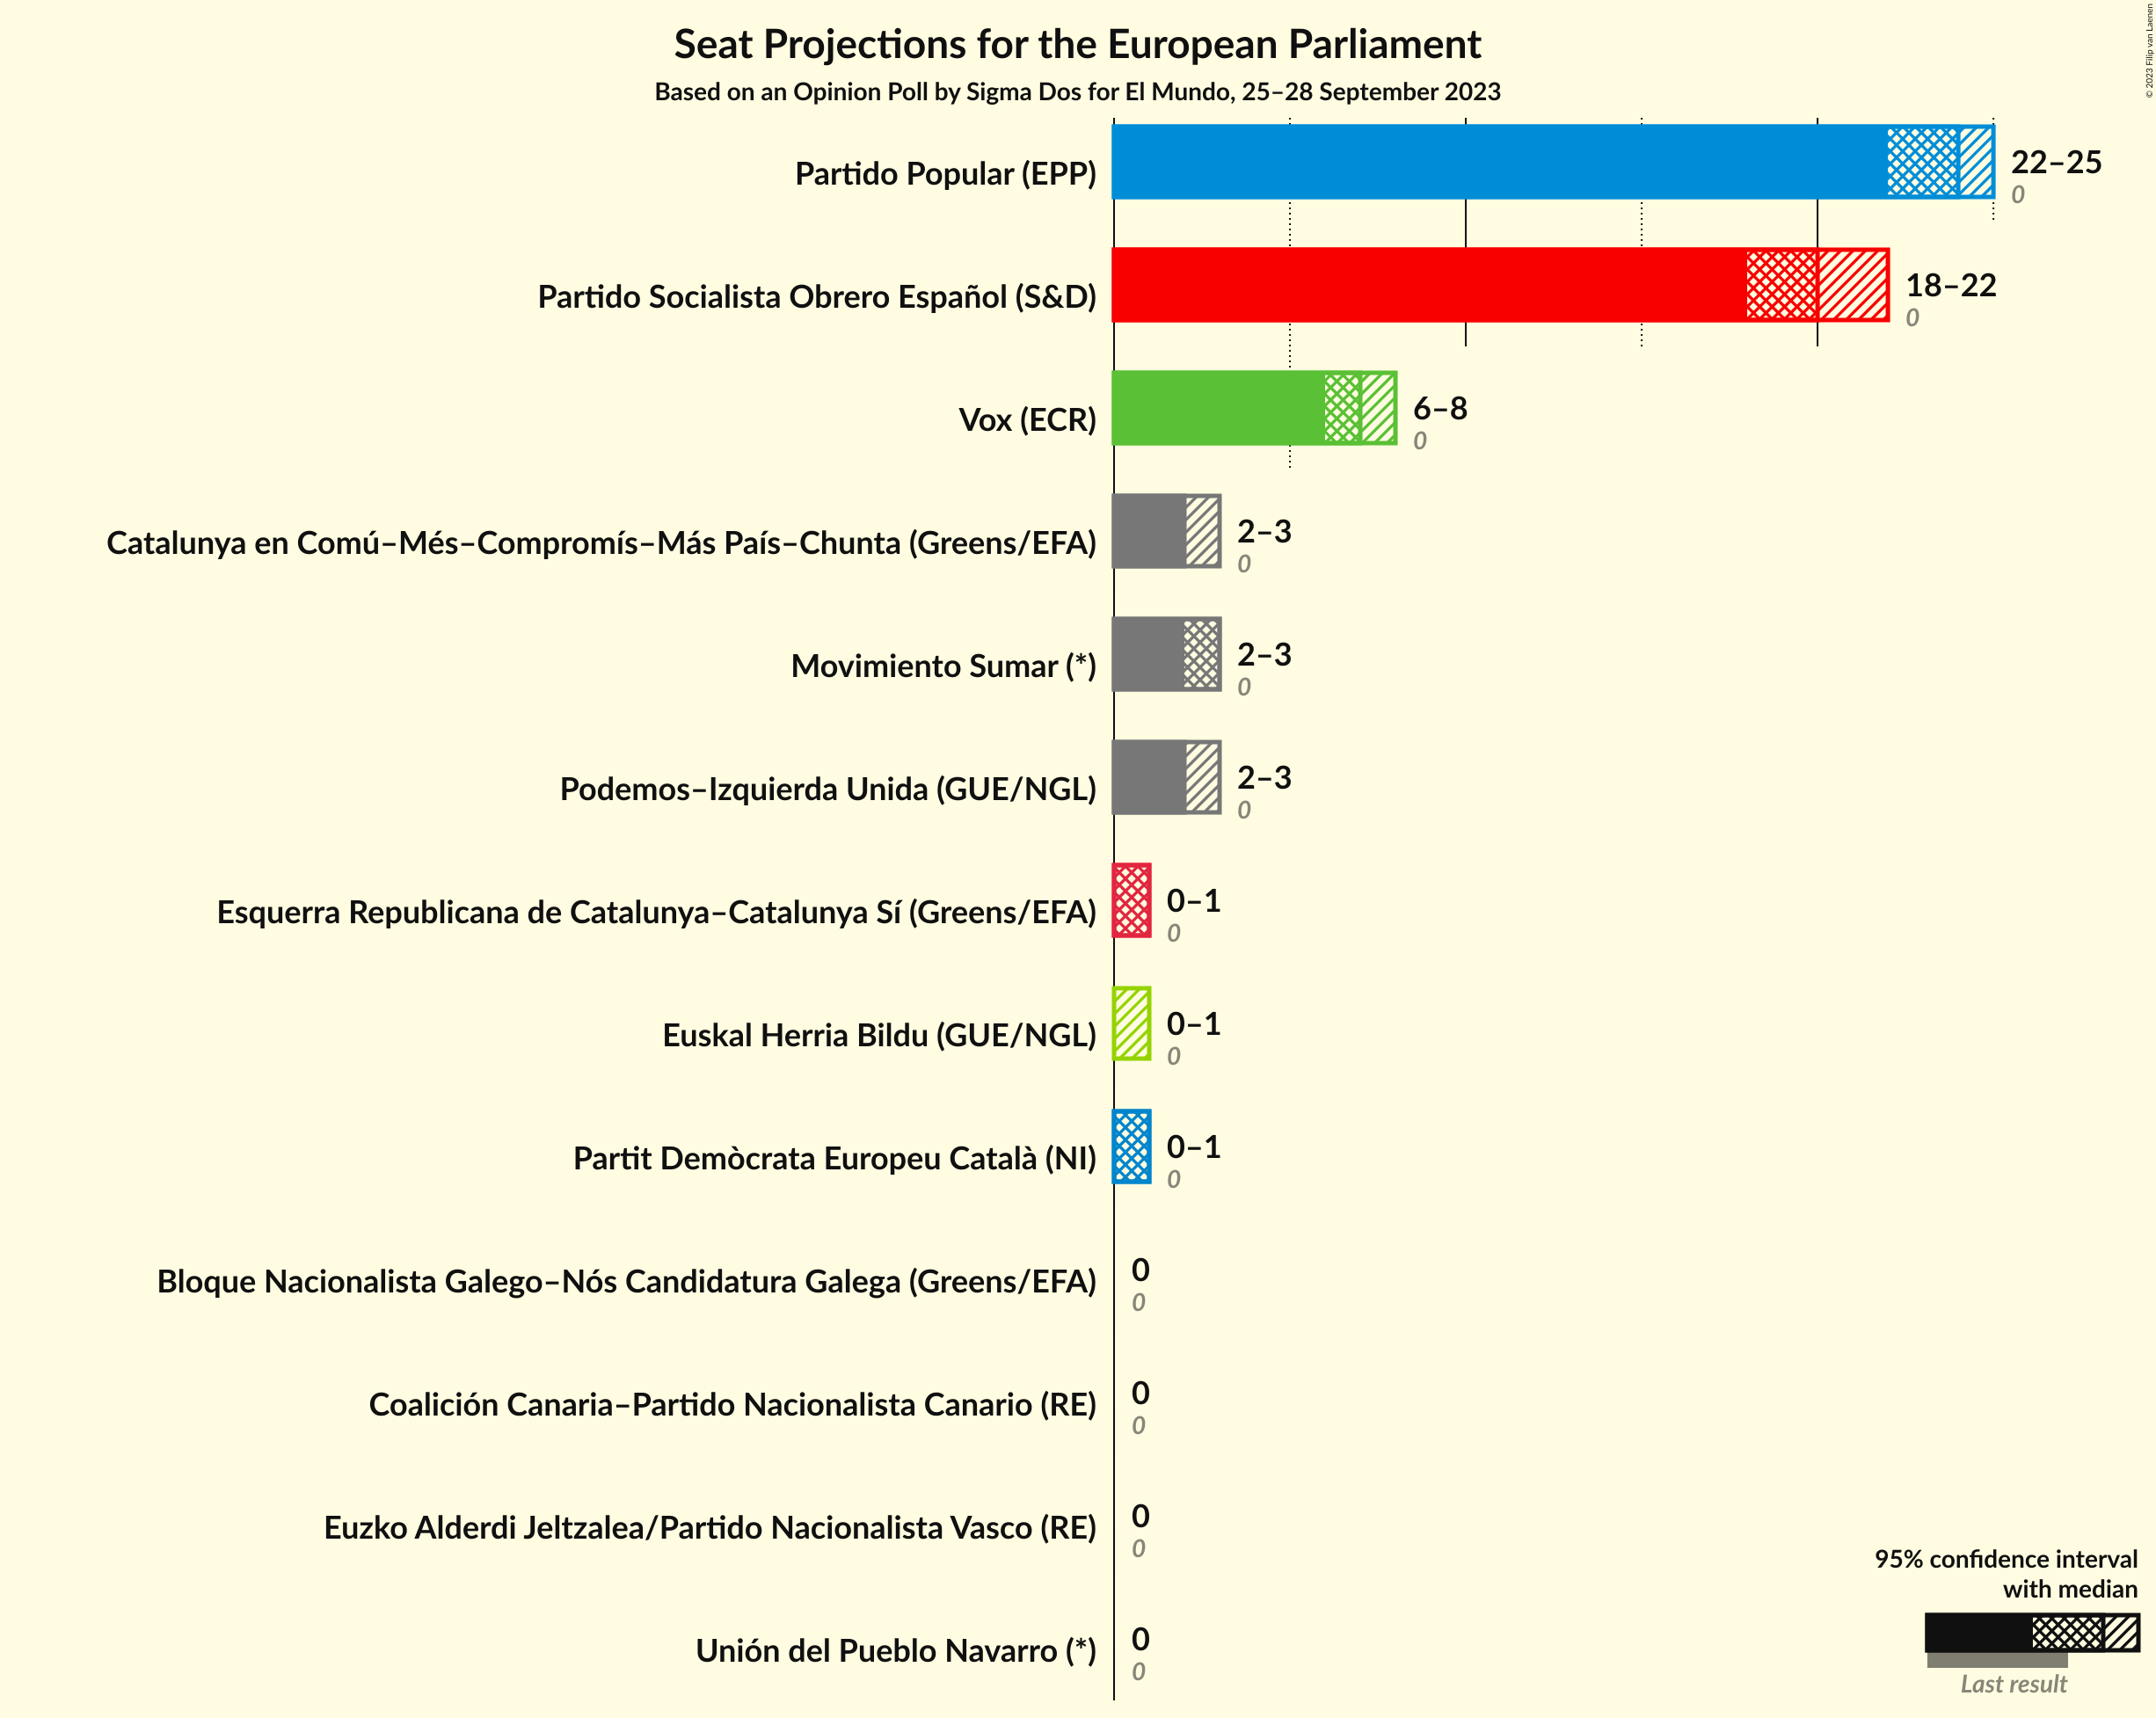 Seat Projections for the European Parliament
Based on an Opinion Poll by Sigma Dos for El Mundo, 25–28 September 2023
© 2023 Filip van Laenen
Partido Popular (EPP)
22–25
0
Partido Socialista Obrero Español (S&D)
18–22
0
Vox (ECR)
6–8
0
Catalunya en Comú–Més–Compromís–Más País–Chunta (Greens/EFA)
2–3
0
Movimiento Sumar (*)
2–3
0
Podemos–Izquierda Unida (GUE/NGL)
2–3
0
Esquerra Republicana de Catalunya–Catalunya Sí (Greens/EFA)
0–1
0
Euskal Herria Bildu (GUE/NGL)
0–1
0
Partit Demòcrata Europeu Català (NI)
0–1
0
Bloque Nacionalista Galego–Nós Candidatura Galega (Greens/EFA)
0
0
Coalición Canaria–Partido Nacionalista Canario (RE)
0
0
Euzko Alderdi Jeltzalea/Partido Nacionalista Vasco (RE)
0
0
Unión del Pueblo Navarro (*)
0
0
95% confidence interval
with median
Last result